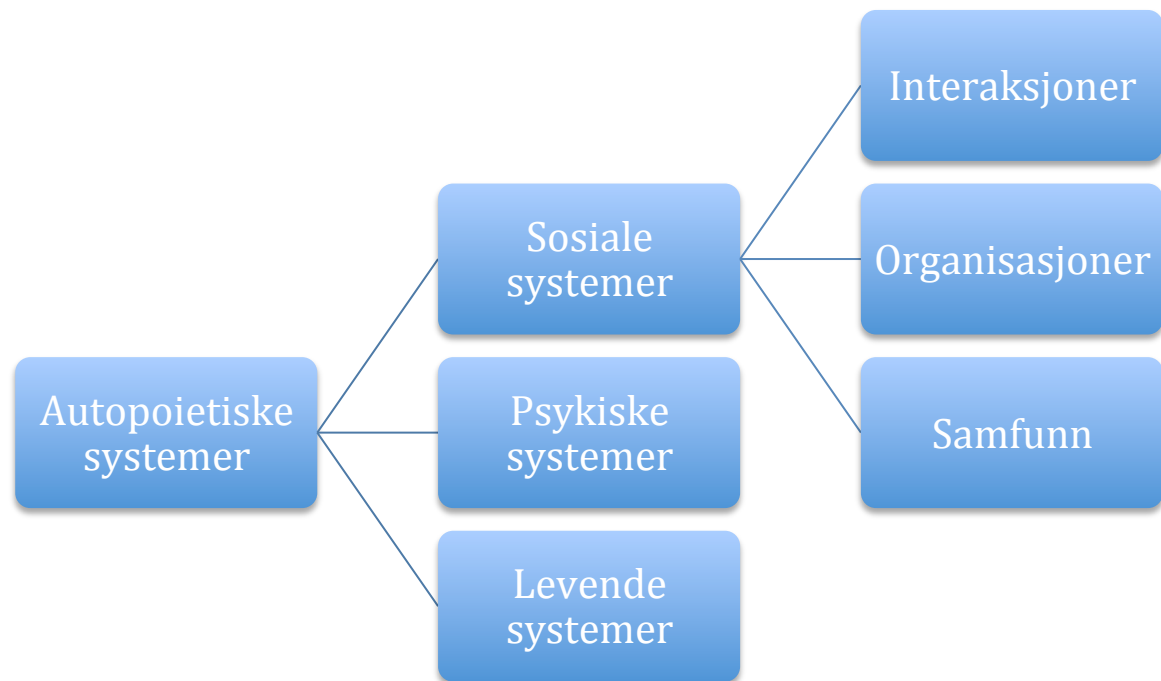 Autopoietiske
systemer
Sosiale
systemer
Psykiske
systemer
Levende
systemer
Interaksjoner
Organisasjoner
Samfunn